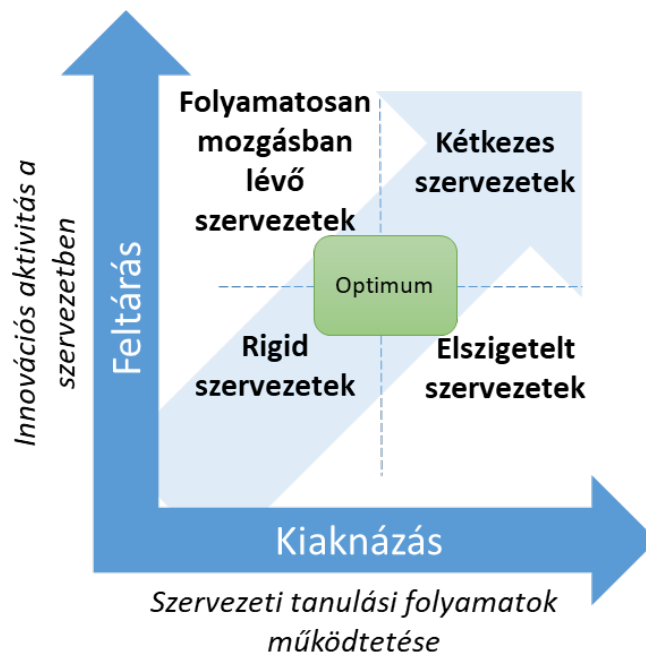 Innovációs aktivitás a
szervezetben
Feltárás
Folyamatosan
mozgásban
lévő
szervezetek
Kétkezes
szervezetek
Optimum
Rigid
szervezetek
Elszigetelt
szervezetek
Kiaknázás
Szervezeti tanulási folyamatok
működtetése